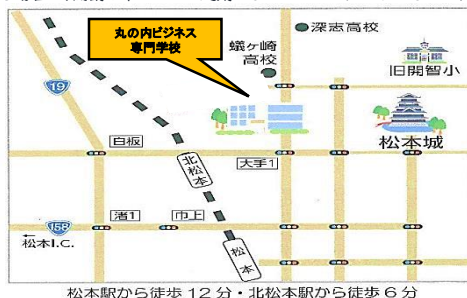 丸の内ビジネス
専門学校
深志高校
蟻ヶ崎
高校
旧開智小
19
松本城
白板
大手1
北松本
渚1
巾上
158
←
松本I.C.
松本
松本駅から徒歩 12 分・北松本駅から徒歩 6 分